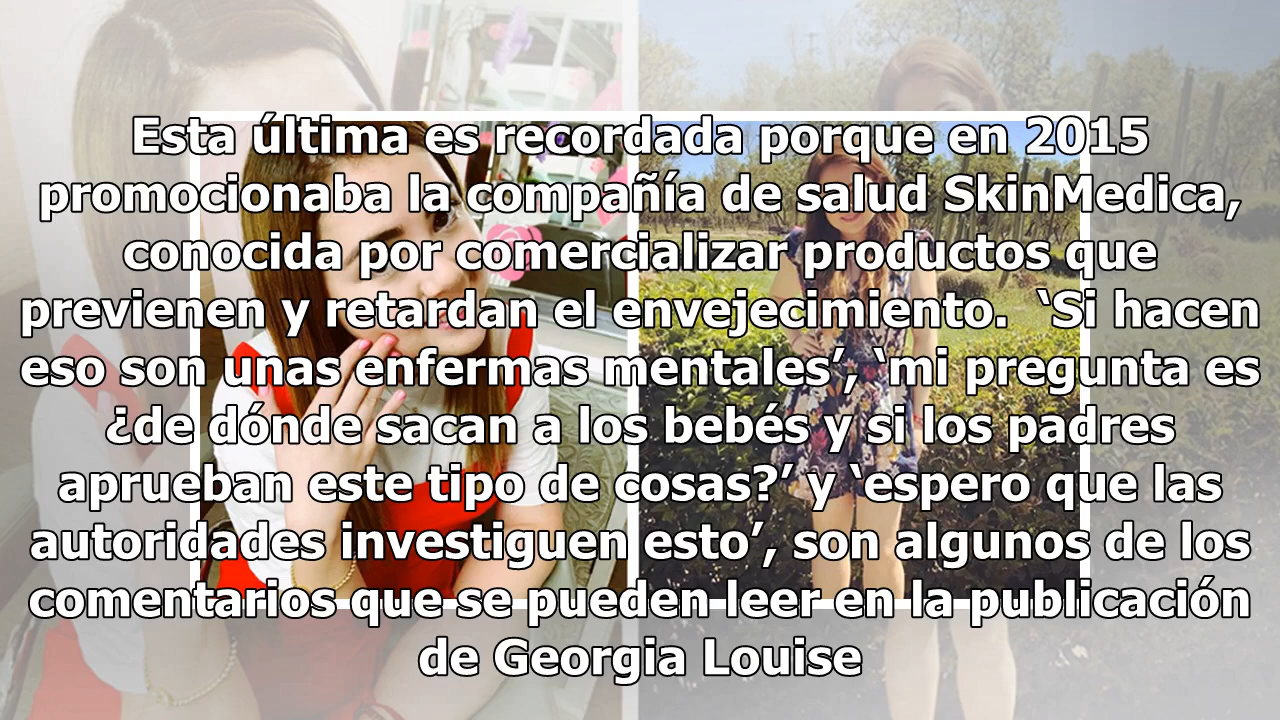 Esta última es recordada porque en 2015
promocionaba la compañía de salud SkinMedica,
conocida por comercializar productos que
previenen y retardan el envejecimiento.  ‘Si hacen
eso son unas enfermas mentales’, ‘mi pregunta es
¿de dónde sacan a los bebés y si los padres
aprueban este tipo de cosas?’ y ‘espero que las
autoridades investiguen esto’, son algunos de los
comentarios que se pueden leer en la publicación
de Georgia Louise